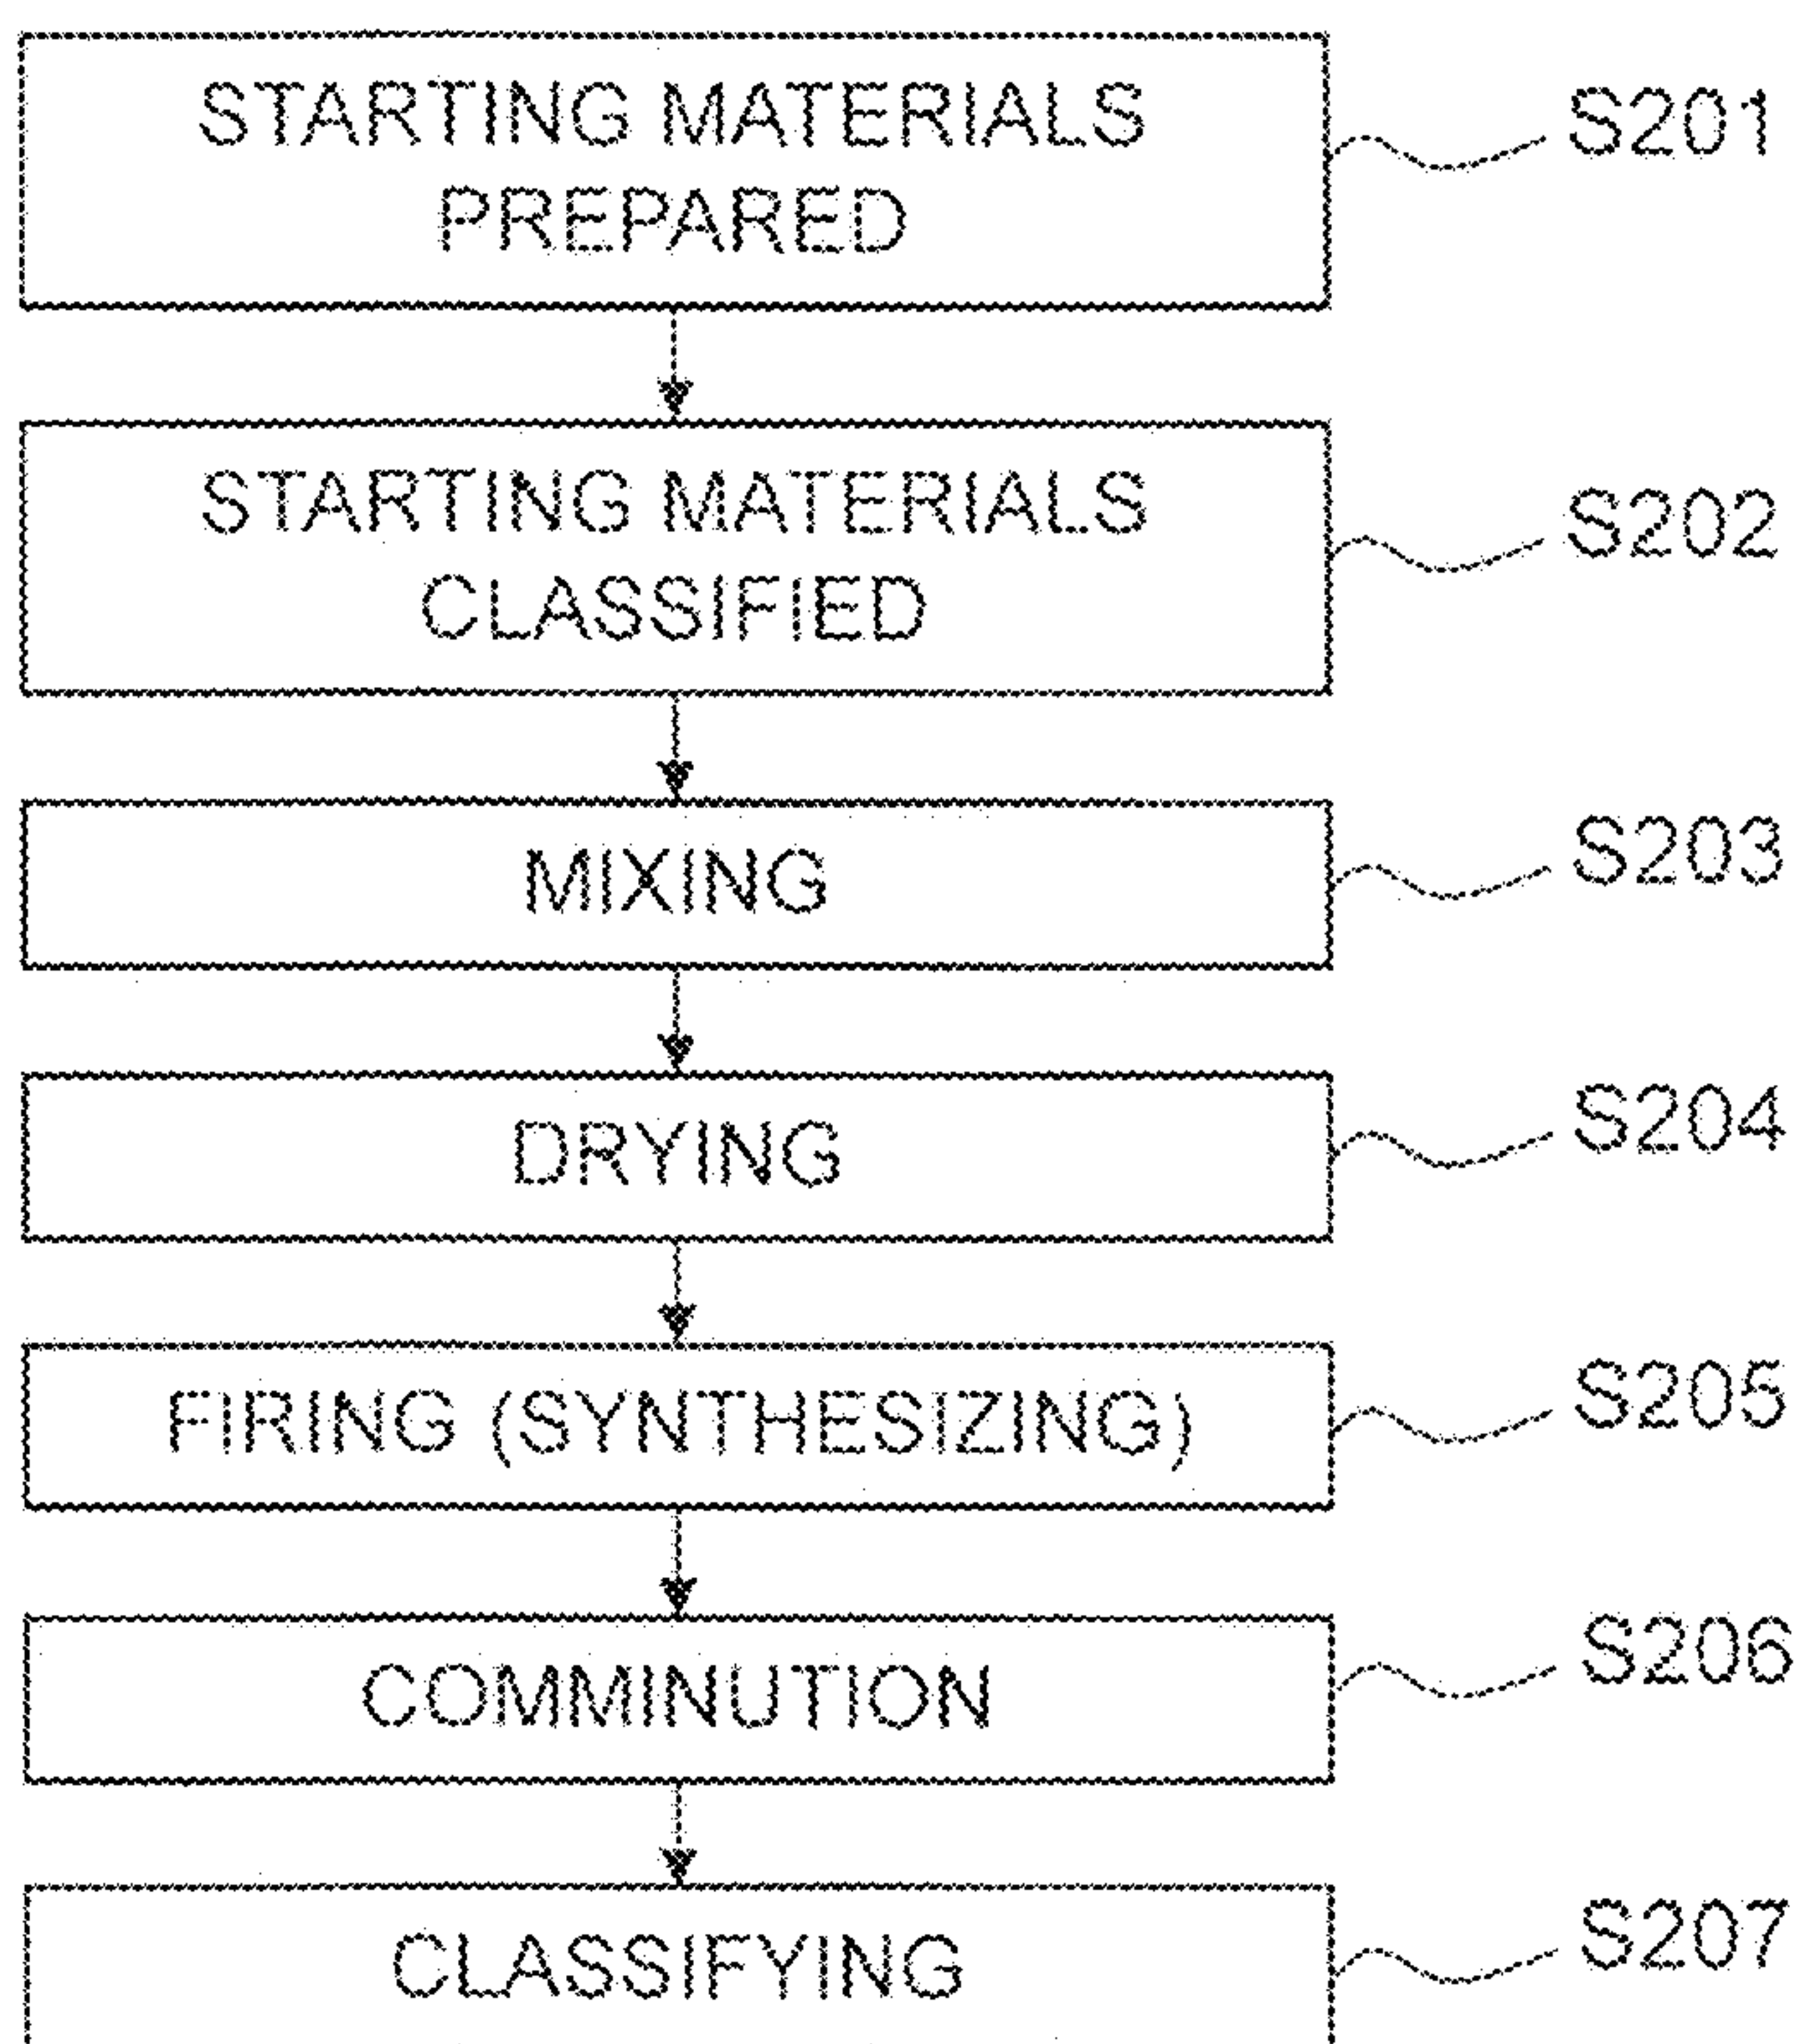 STARTING MATERIALS
PREPARED
S201
STARTING MATERIALS
CLASSIFIED
S202
MIXING
S203
DRYING
S204
FIRING (SYNTHESIZING)
S205
COMMINUTION
S206
CLASSIFYING
S207